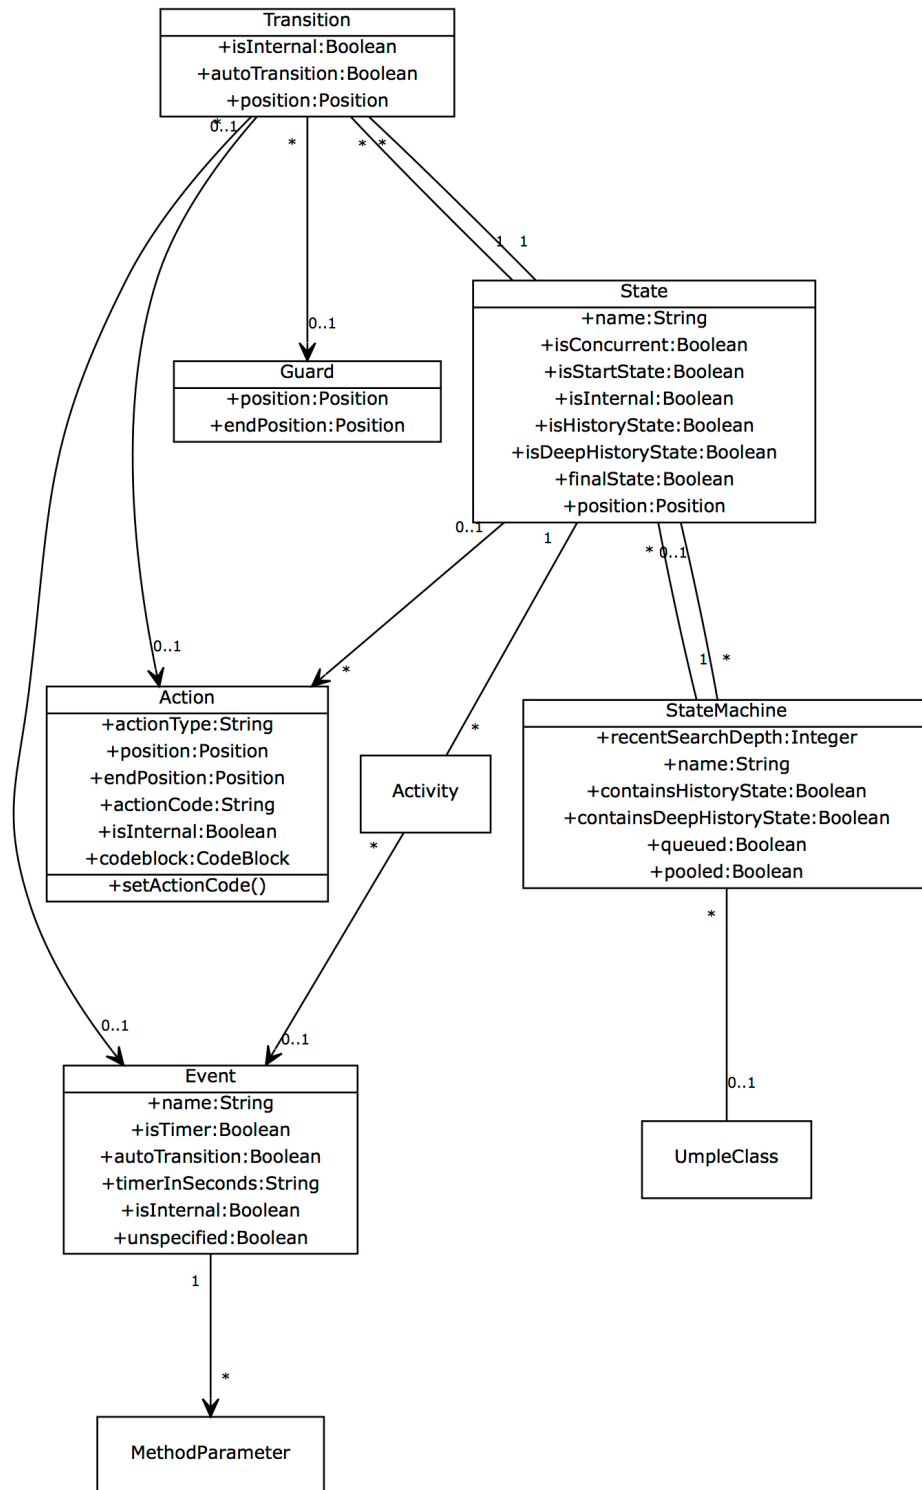 Transition
+isInternal:Boolean
+autoTransition:Boolean
+position:Position
*
0..1
*
*
*
1
1
0..1
State
+name:String
+isConcurrent:Boolean
+isStartState:Boolean
+isInternal:Boolean
+isHistoryState:Boolean
+isDeepHistoryState:Boolean
+finalState:Boolean
+position:Position
Guard
+position:Position
+endPosition:Position
0..1
1
*
0..1
0..1
*
1
*
Action
+actionType:String
+position:Position
+endPosition:Position
+actionCode:String
+isInternal:Boolean
+codeblock:CodeBlock
+setActionCode()
*
Activity
*
StateMachine
+recentSearchDepth:Integer
+name:String
+containsHistoryState:Boolean
+containsDeepHistoryState:Boolean
+queued:Boolean
+pooled:Boolean
*
0..1
0..1
0..1
Event
+name:String
+isTimer:Boolean
+autoTransition:Boolean
+timerInSeconds:String
+isInternal:Boolean
+unspecified:Boolean
UmpleClass
1
*
MethodParameter